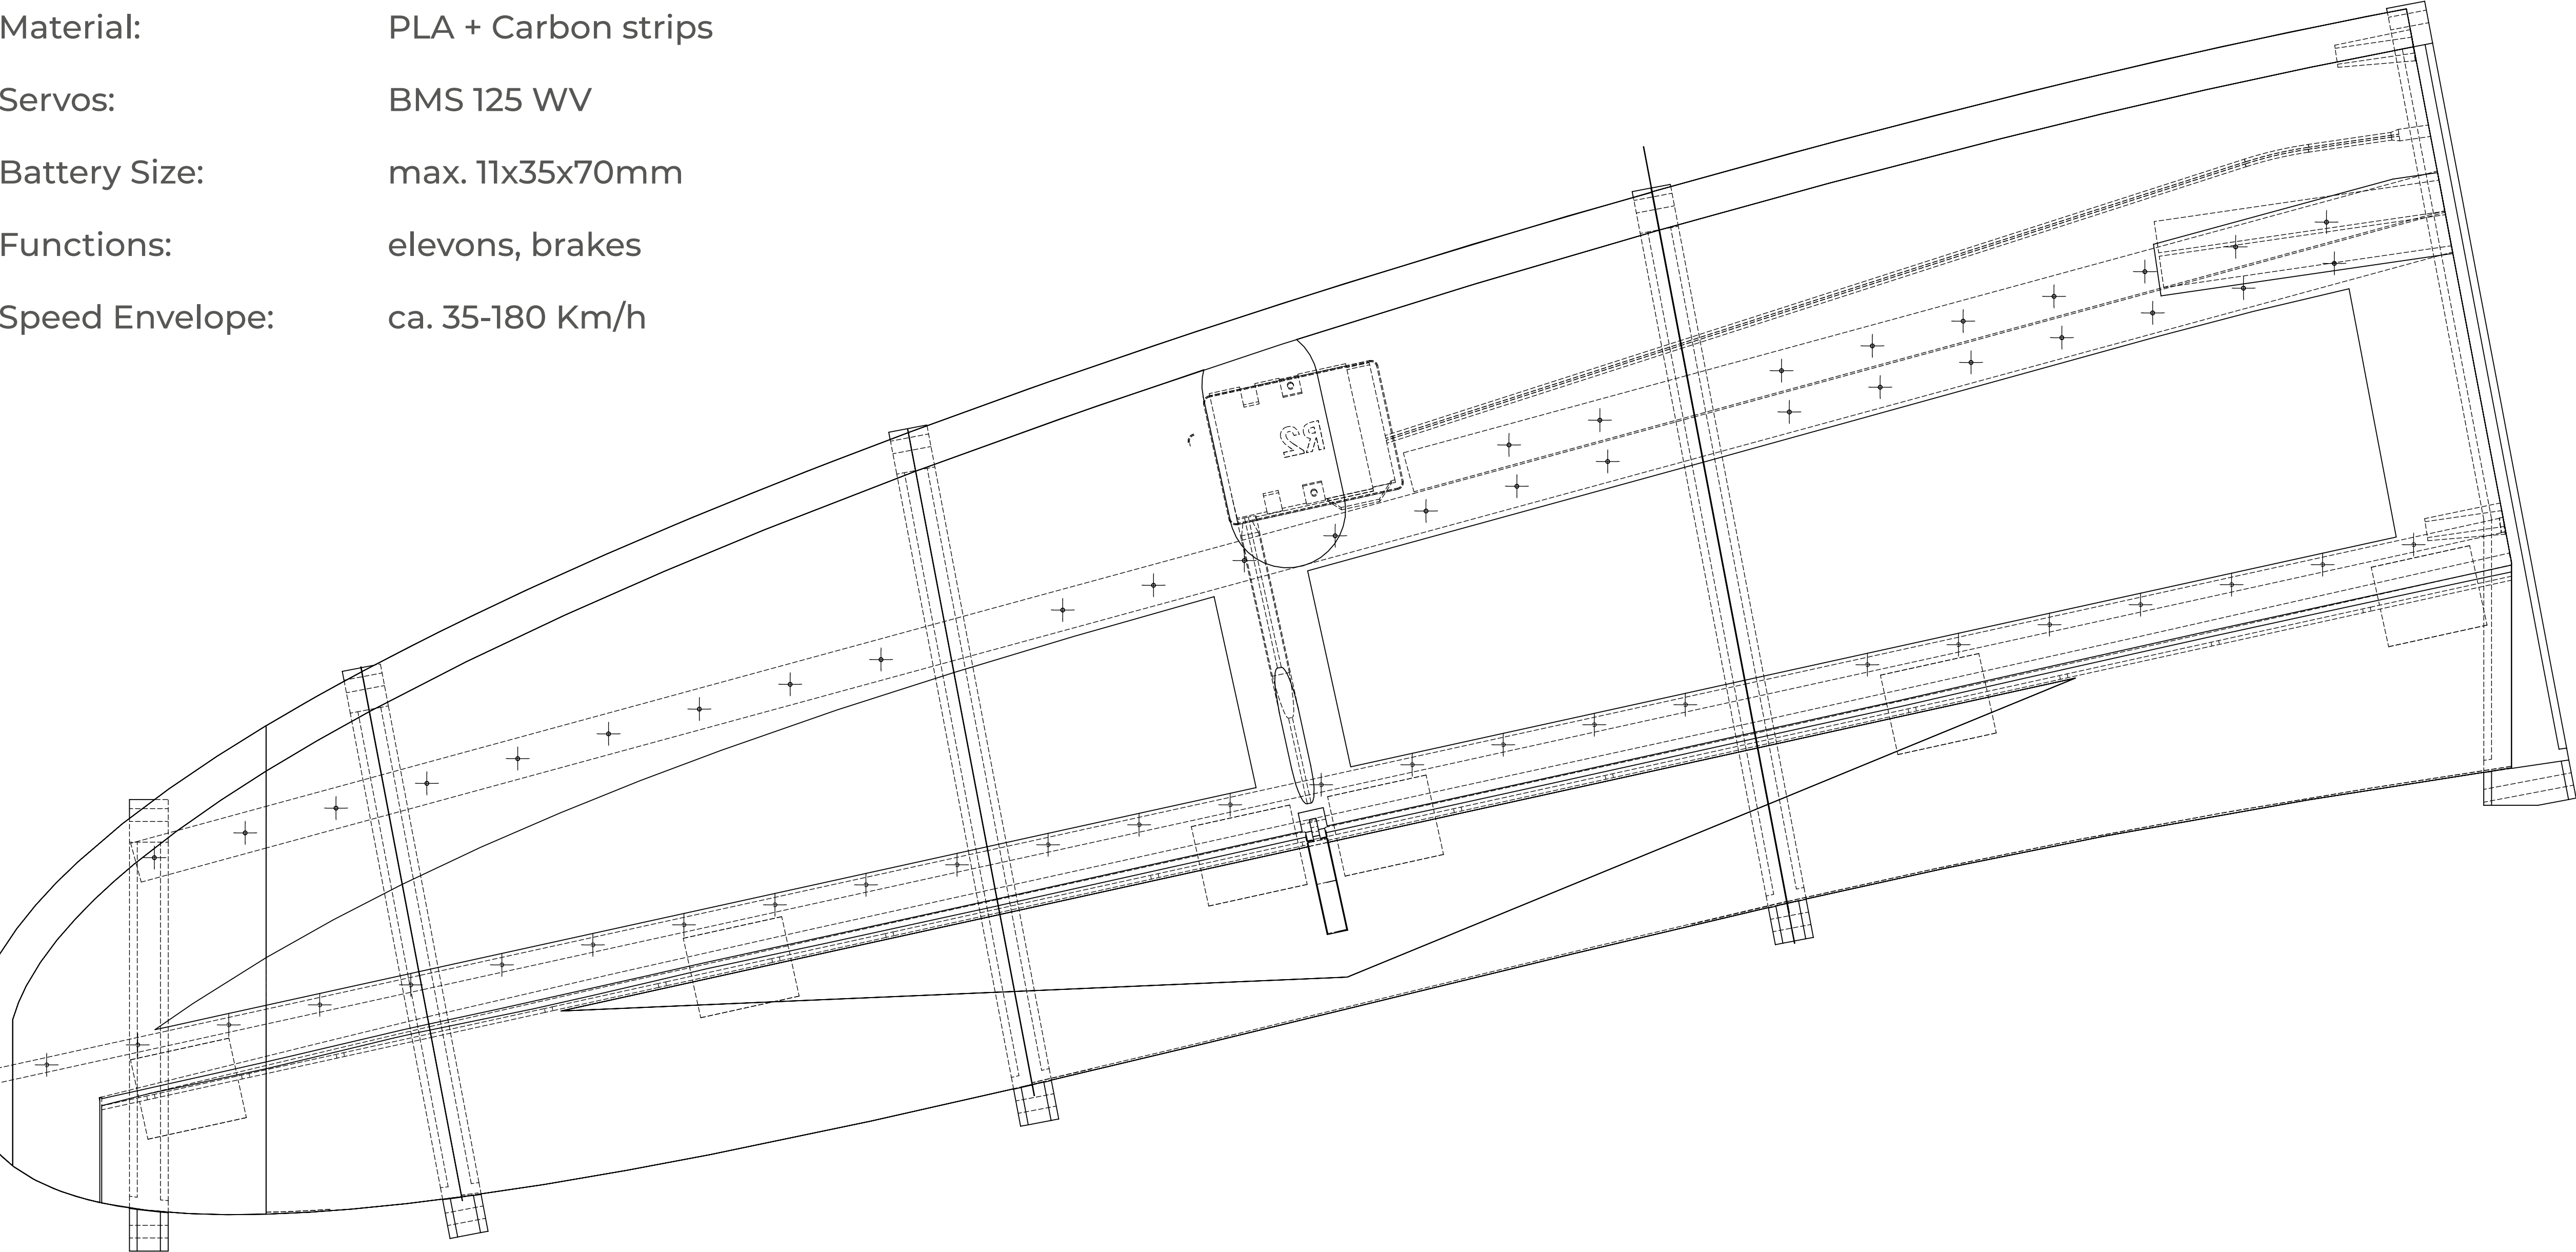 Material: PLA + Carbon strips
Servos: BMS 125 WV
Battery Size: max. 11x35x70mm
Functions: elevons, brakes
Speed Envelope: ca. 35-180 Km/h
R2